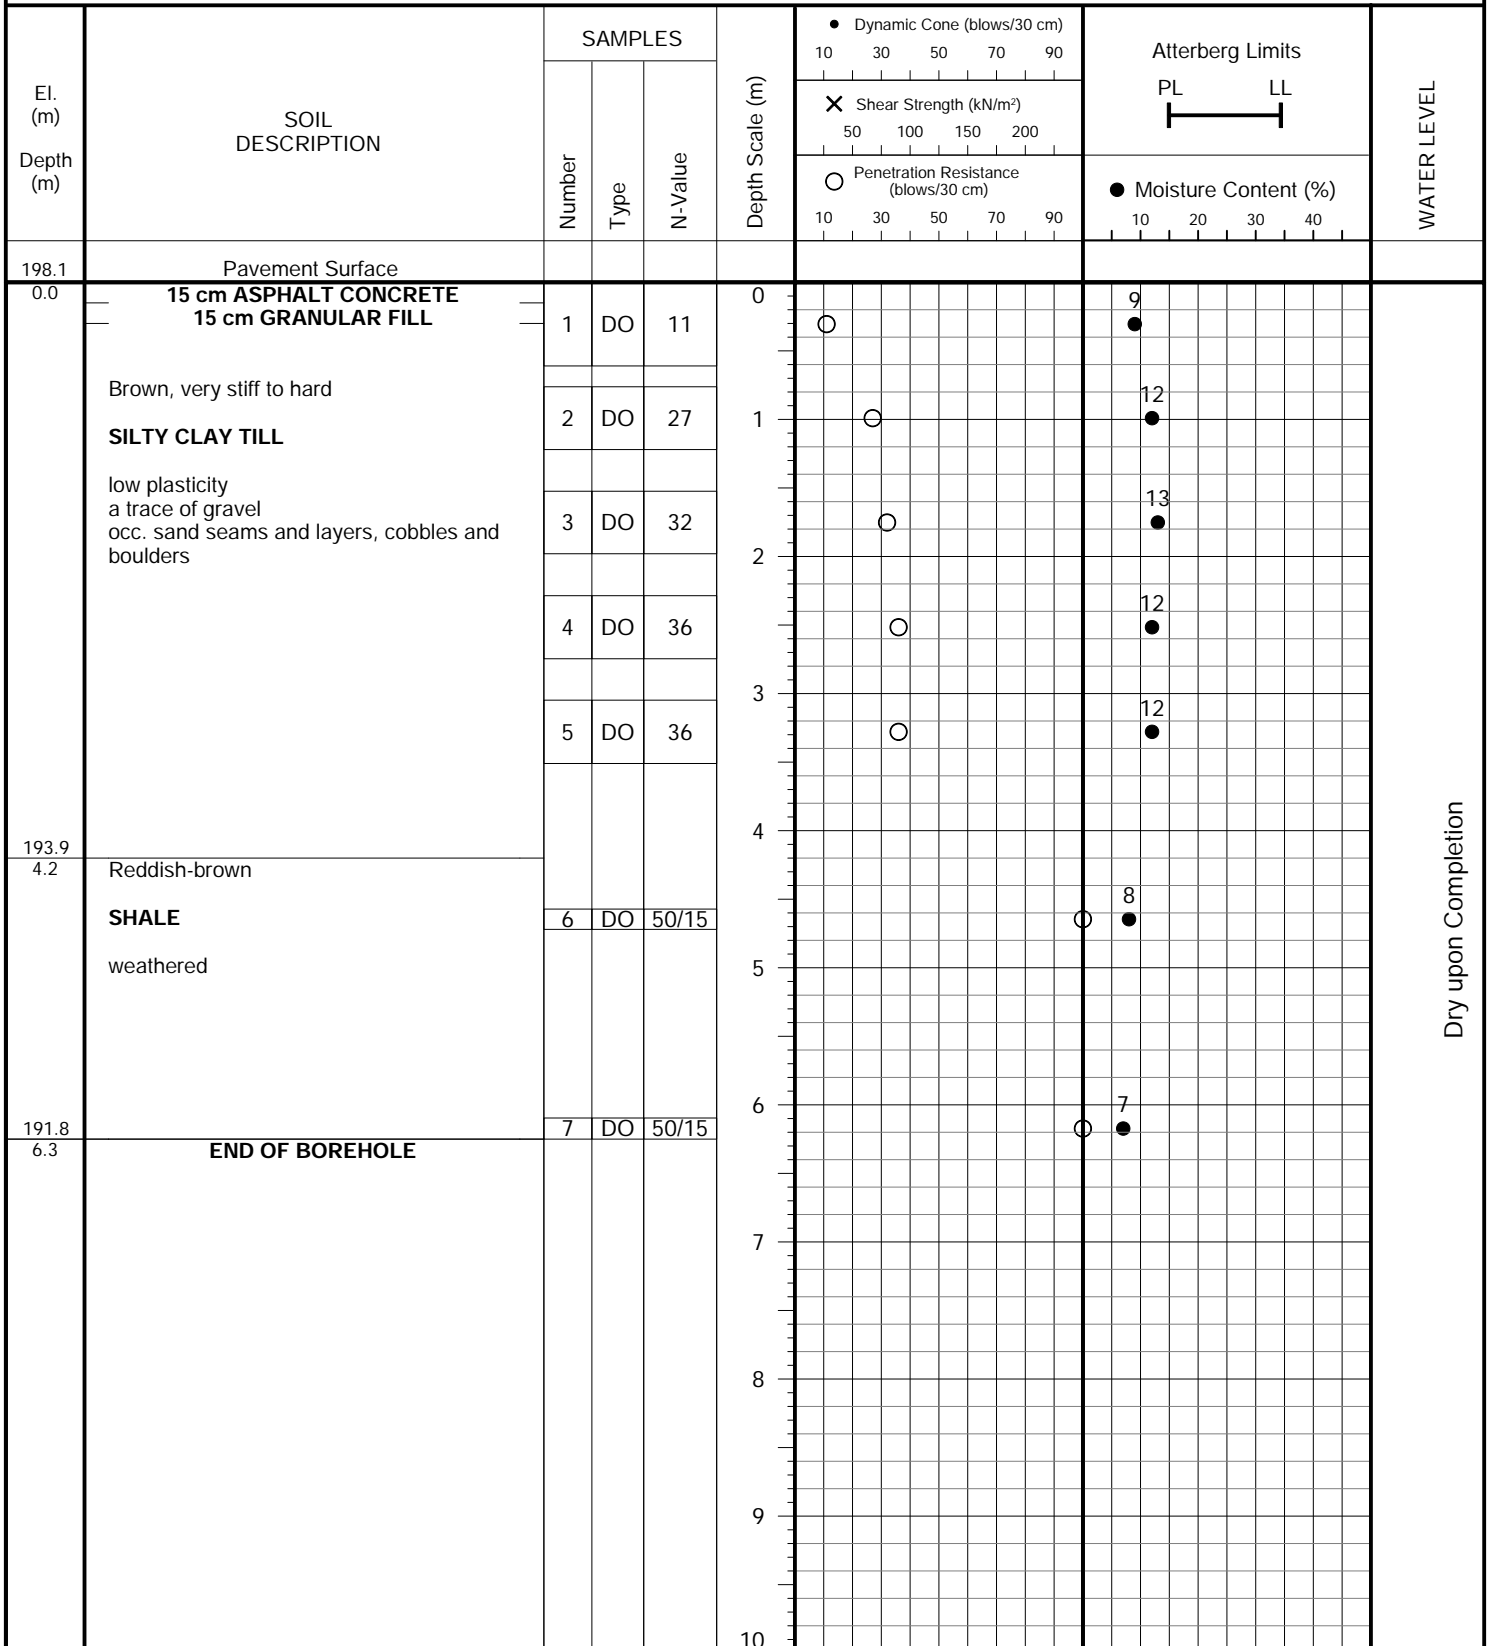 El.
(m)
Depth
(m)
SOIL
DESCRIPTION
SAMPLES
Number
Type
N-Value
Depth Scale (m)
● Dynamic Cone (blows/30 cm)
10 30 50 70 90
✕ Shear Strength (kN/m²)
50 100 150 200
○ Penetration Resistance
(blows/30 cm)
10 30 50 70 90
Atterberg Limits
PL LL
● Moisture Content (%)
10 20 30 40
WATER LEVEL
198.1 Pavement Surface
0.0 15 cm ASPHALT CONCRETE 0
15 cm GRANULAR FILL
1 DO 11 9
Brown, very stiff to hard
2 DO 27 1 12
SILTY CLAY TILL
low plasticity
a trace of gravel
occ. sand seams and layers, cobbles and
boulders
3 DO 32 13
2
4 DO 36 12
3
5 DO 36 12
4
193.9
4.2 Reddish-brown
SHALE 6 DO 50/15 8
weathered 5
6
191.8 7 DO 50/15 7
6.3 END OF BOREHOLE
7
8
9
10
Dry upon Completion